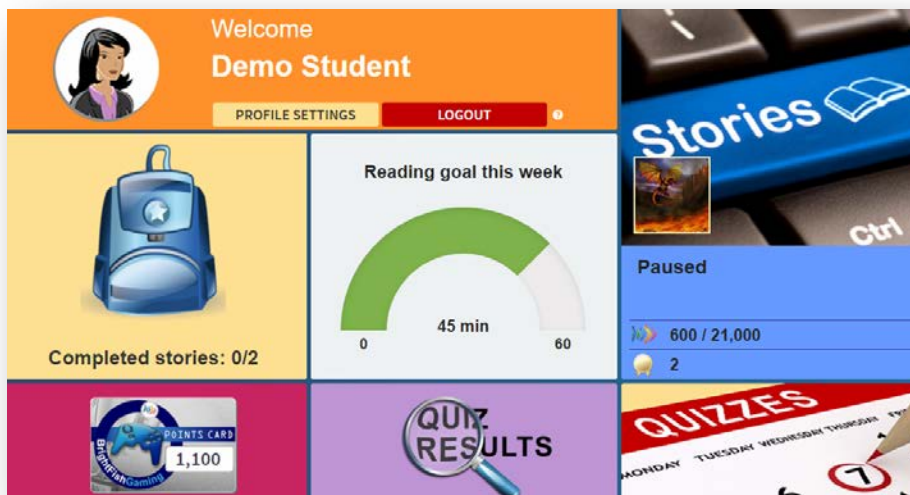 Welcome
Demo Student
PROFILE SETTINGS
LOGOUT
?
Stories
Ctrl
Reading goal this week
45 min
0
60
Completed stories: 0/2
Paused
600 / 21,000
2
BrightFishGaming
POINTS CARD
1,100
QUIZ
RESULTS
QUIZZES
MONDAY TUESDAY WEDNESDAY THURSDAY
7